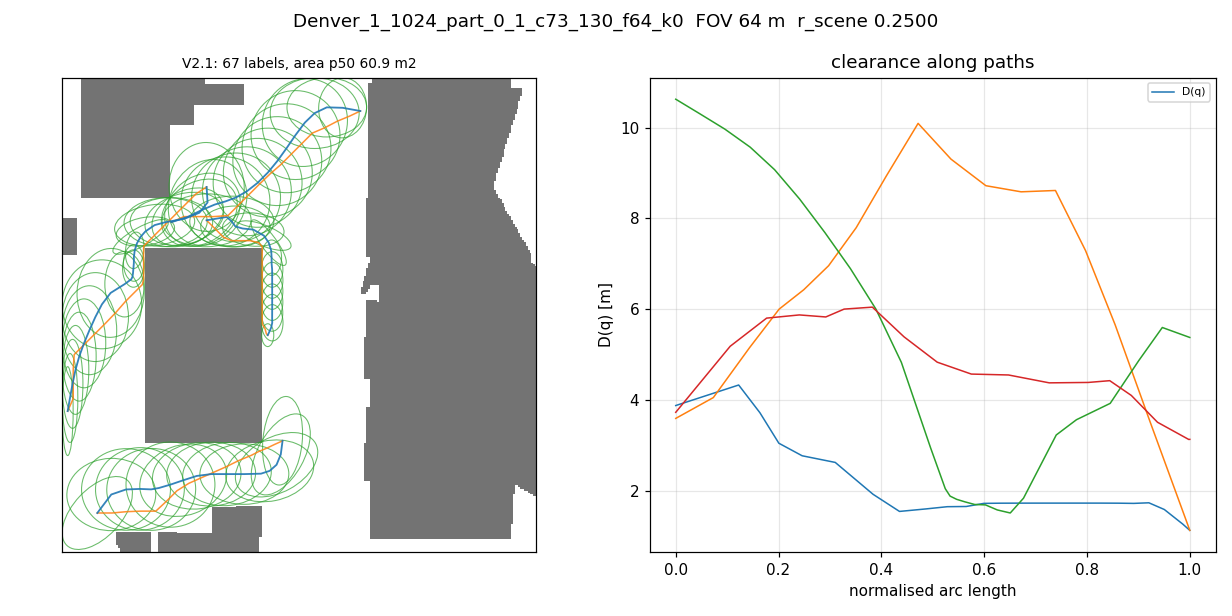 Denver_1_1024_part_0_1_c73_130_f64_k0  FOV 64 m  r_scene 0.2500
V2.1: 67 labels, area p50 60.9 m2
clearance along paths
D(q)
10
8
6
4
2
D(q) [m]
0.0 0.2 0.4 0.6 0.8 1.0
normalised arc length